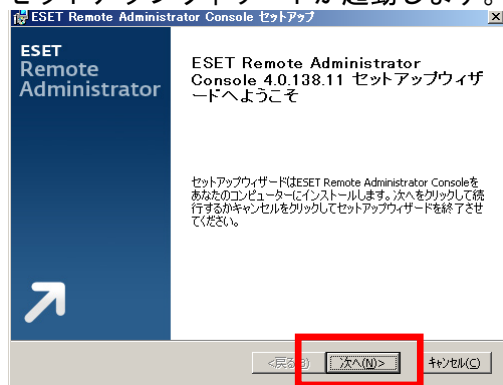 セットアップウィザードが起動します。
ESET Remote Administrator Console セットアップ
ESET
Remote
Administrator
ESET Remote Administrator
Console 4.0.138.11 セットアップウィザ
ードへようこそ
セットアップウィザードはESET Remote Administrator Consoleを
あなたのコンピューターにインストールします。次へをクリックして続
行するかキャンセルをクリックしてセットアップウィザードを終了させ
てください。
<戻る(B) 次へ(N)> キャンセル(C)